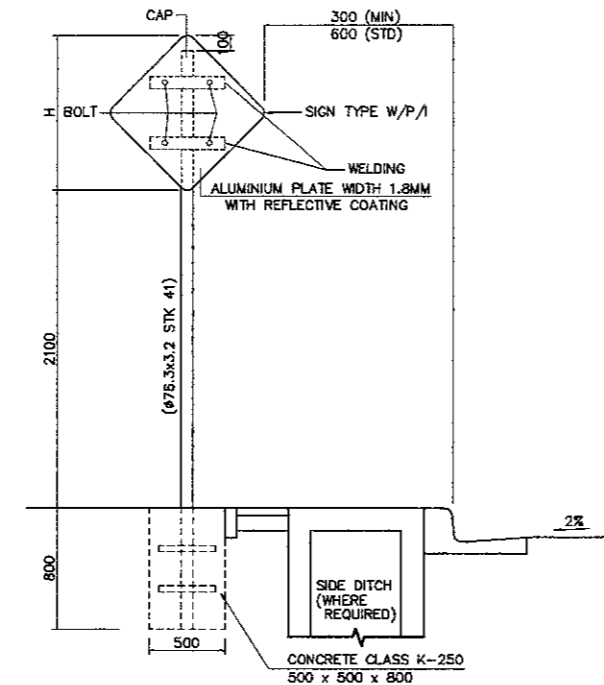 CAP
300 (MIN)
600 (STD)
100
H
BOLT
SIGN TYPE W/P/I
WELDING
ALUMINIUM PLATE WIDTH 1.8MM
WITH REFLECTIVE COATING
2100
(ø76.3x3.2 STK 41)
2%
800
SIDE DITCH
(WHERE
REQUIRED)
500
CONCRETE CLASS K-250
500 x 500 x 800